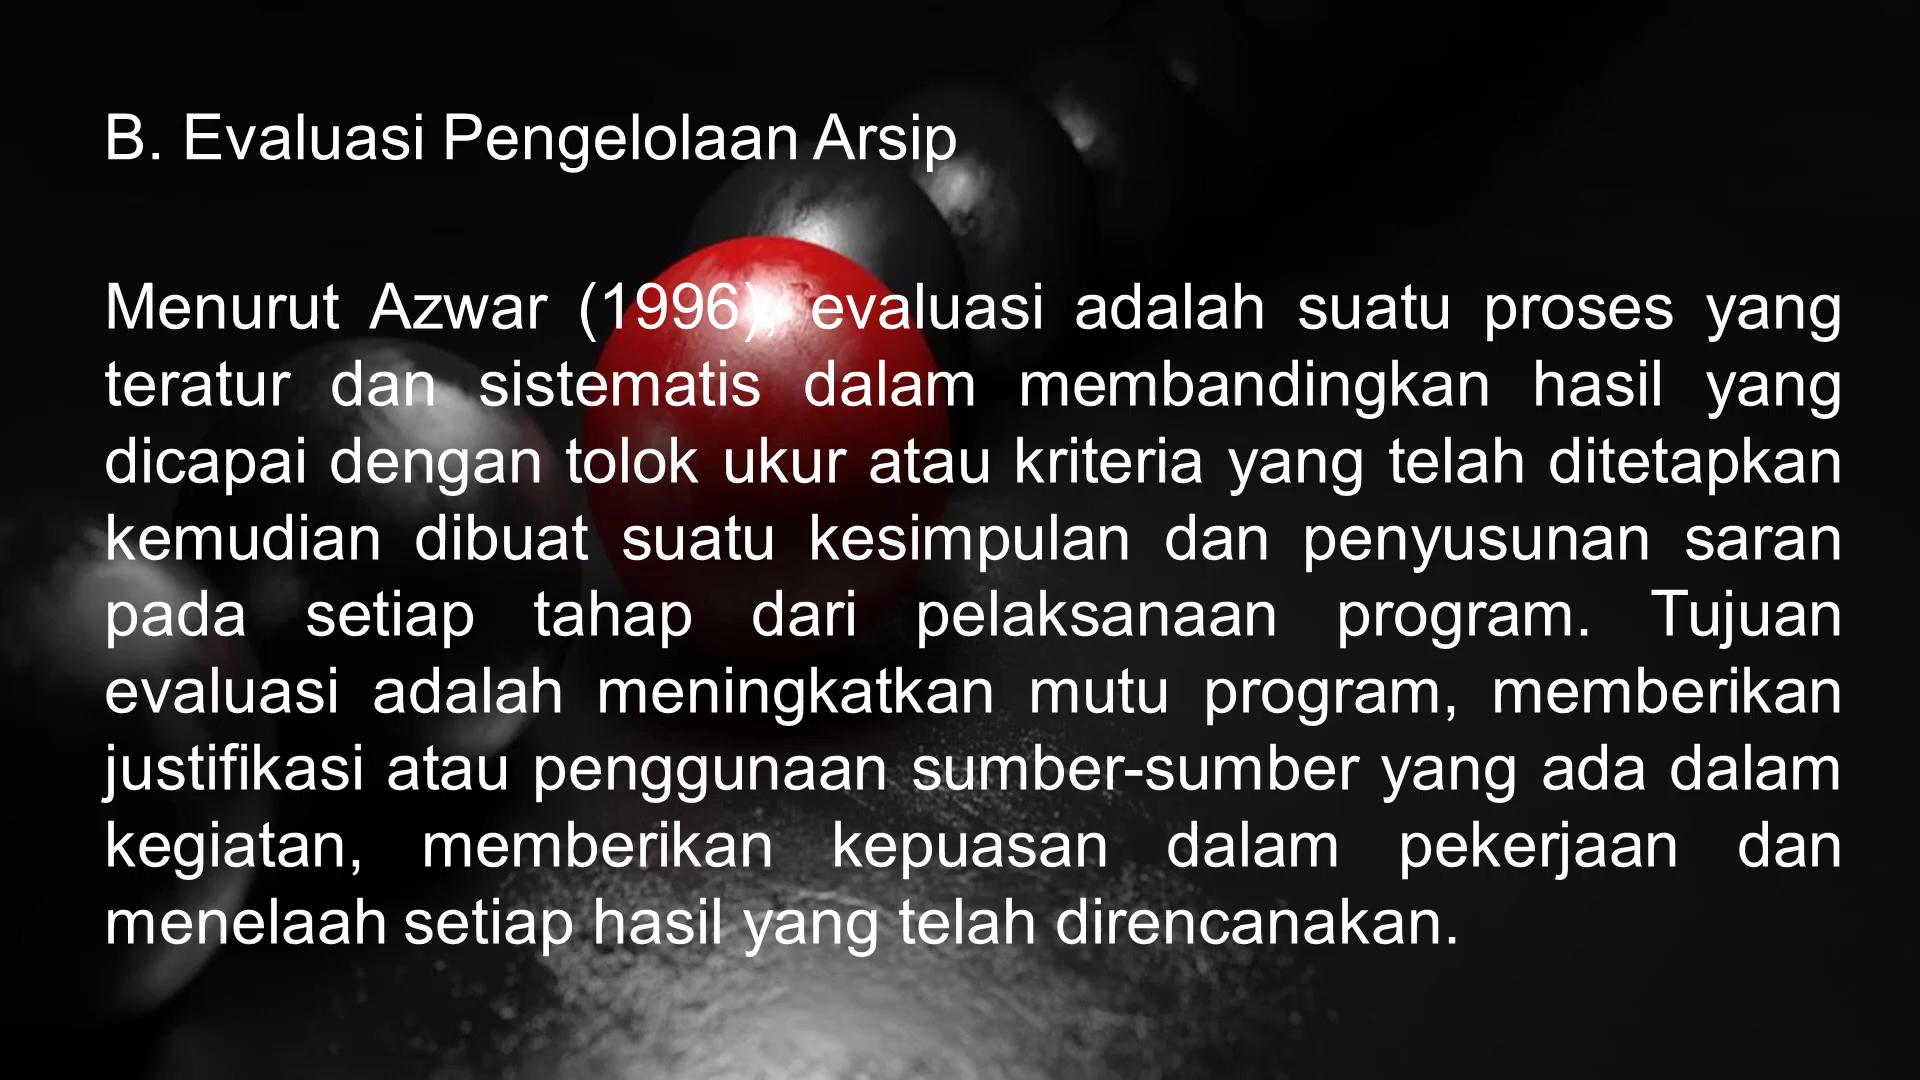 B. Evaluasi Pengelolaan Arsip
Menurut Azwar (1996), evaluasi adalah suatu proses yang
teratur dan sistematis dalam membandingkan hasil yang
dicapai dengan tolok ukur atau kriteria yang telah ditetapkan
kemudian dibuat suatu kesimpulan dan penyusunan saran
pada setiap tahap dari pelaksanaan program. Tujuan
evaluasi adalah meningkatkan mutu program, memberikan
justifikasi atau penggunaan sumber-sumber yang ada dalam
kegiatan, memberikan kepuasan dalam pekerjaan dan
menelaah setiap hasil yang telah direncanakan.